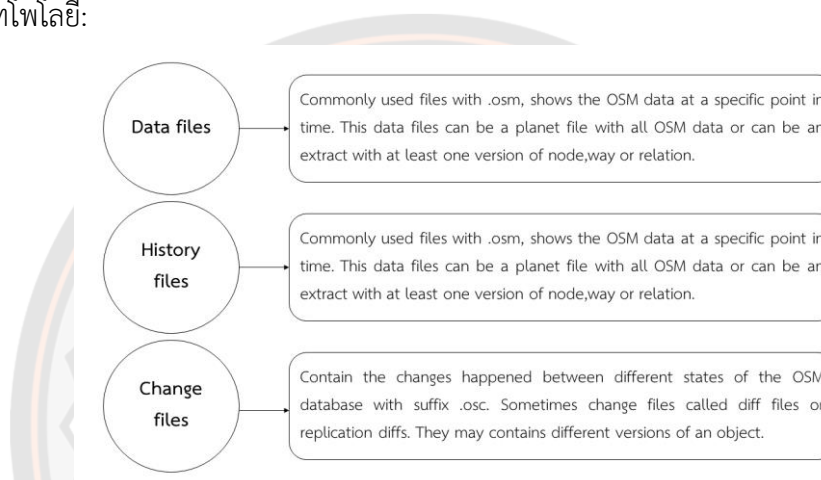 ทโพโลยี:
Data files
Commonly used files with .osm, shows the OSM data at a specific point in
time. This data files can be a planet file with all OSM data or can be an
extract with at least one version of node,way or relation.
History
files
Commonly used files with .osm, shows the OSM data at a specific point in
time. This data files can be a planet file with all OSM data or can be an
extract with at least one version of node,way or relation.
Change
files
Contain the changes happened between different states of the OSM
database with suffix .osc. Sometimes change files called diff files or
replication diffs. They may contains different versions of an object.